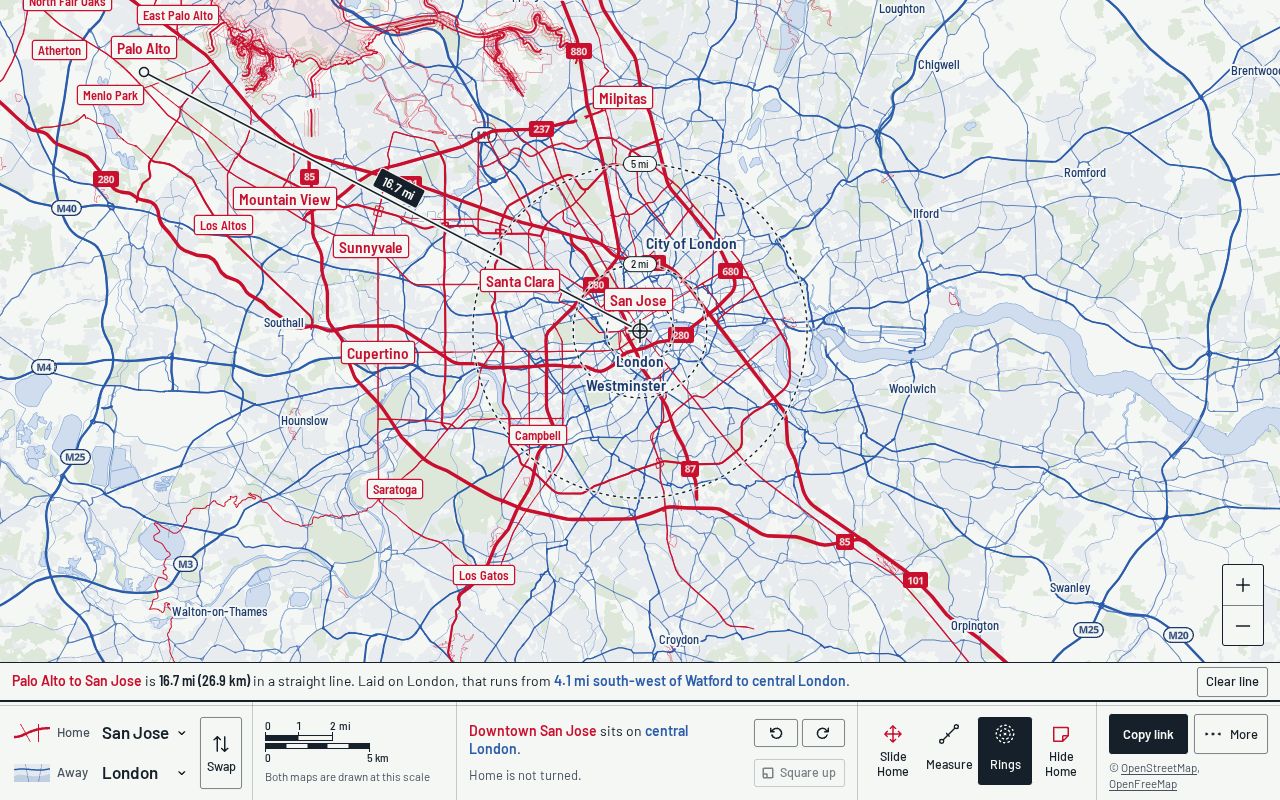 North Fair Oaks
East Palo Alto
Loughton
Atherton
Palo Alto
880
Chigwell
Brentwood
Menlo Park
Milpitas
237
85
280
16.7 mi
5 mi
Romford
Mountain View
M40
Los Altos
Ilford
Sunnyvale
City of London
2 mi
680
Santa Clara
San Jose
Southall
280
London
Cupertino
M4
Westminster
Woolwich
Hounslow
Campbell
M25
87
Saratoga
85
M25
M3
Los Gatos
101
Swanley
+
Walton-on-Thames
Orpington
−
M25
M20
Croydon
Palo Alto to San Jose is 16.7 mi (26.9 km) in a straight line. Laid on London, that runs from 4.1 mi south-west of Watford to central London.
Clear line
Home San Jose
Away London
Swap
0 1 2 mi
0 5 km
Both maps are drawn at this scale
Downtown San Jose sits on central
London.
Home is not turned.
Square up
Slide
Home
Measure
Rings
Hide
Home
Copy link
More
© OpenStreetMap,
OpenFreeMap